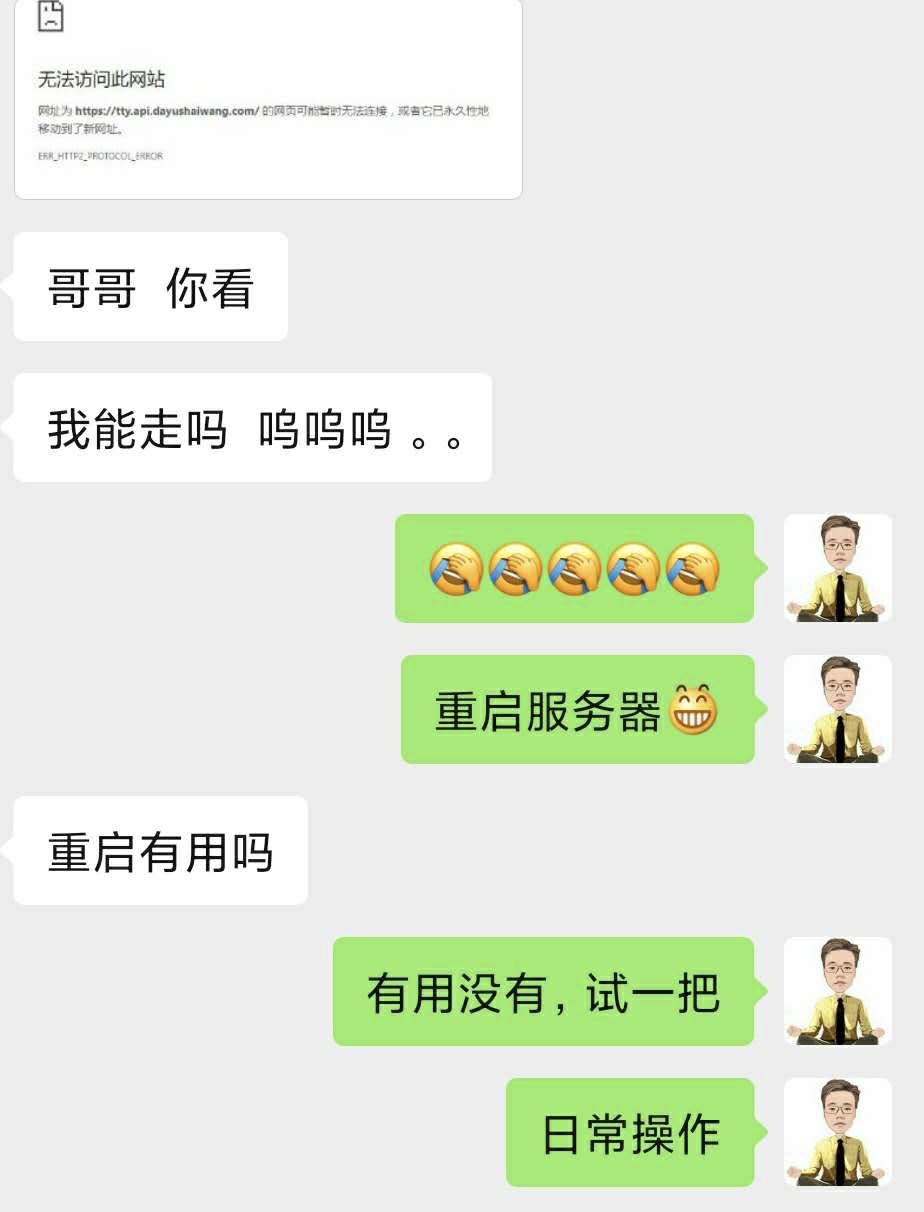 无法访问此网站
网址为 https://tty.api.dayushaiwang.com/ 的网页可能暂时无法连接，或者它已永久性地
移动到了新网址。
ERR_HTTP2_PROTOCOL_ERROR
哥哥 你看
我能走吗 呜呜呜。。
🤦🤦🤦🤦🤦
重启服务器😁
重启有用吗
有用没有,试一把
日常操作